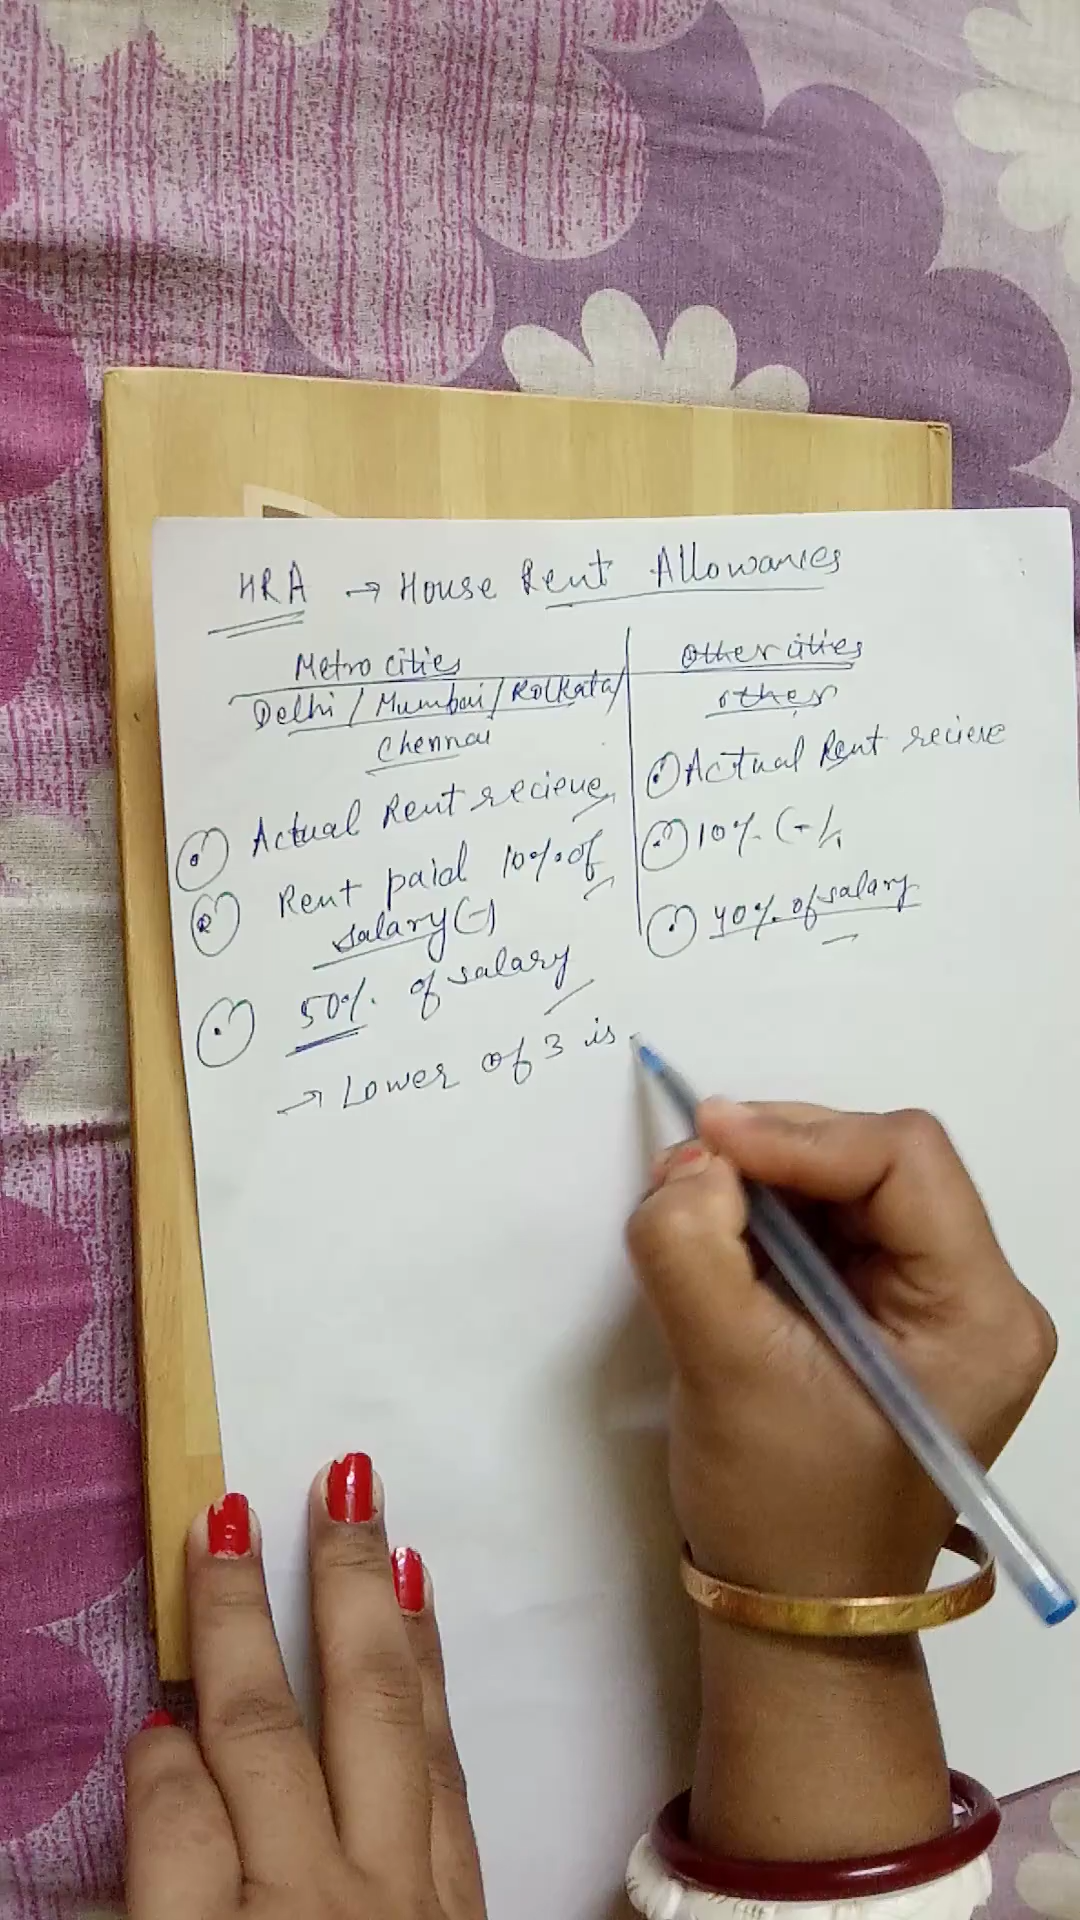 HRA → House Rent Allowances
Metro cities
Delhi / Mumbai / Kolkata /
Chennai
Actual Rent recieve
Rent paid 10% of
salary (-)
50% of salary
→ Lower of 3 is
Other cities
other
Actual Rent recieve
10% (-)
40% of salary